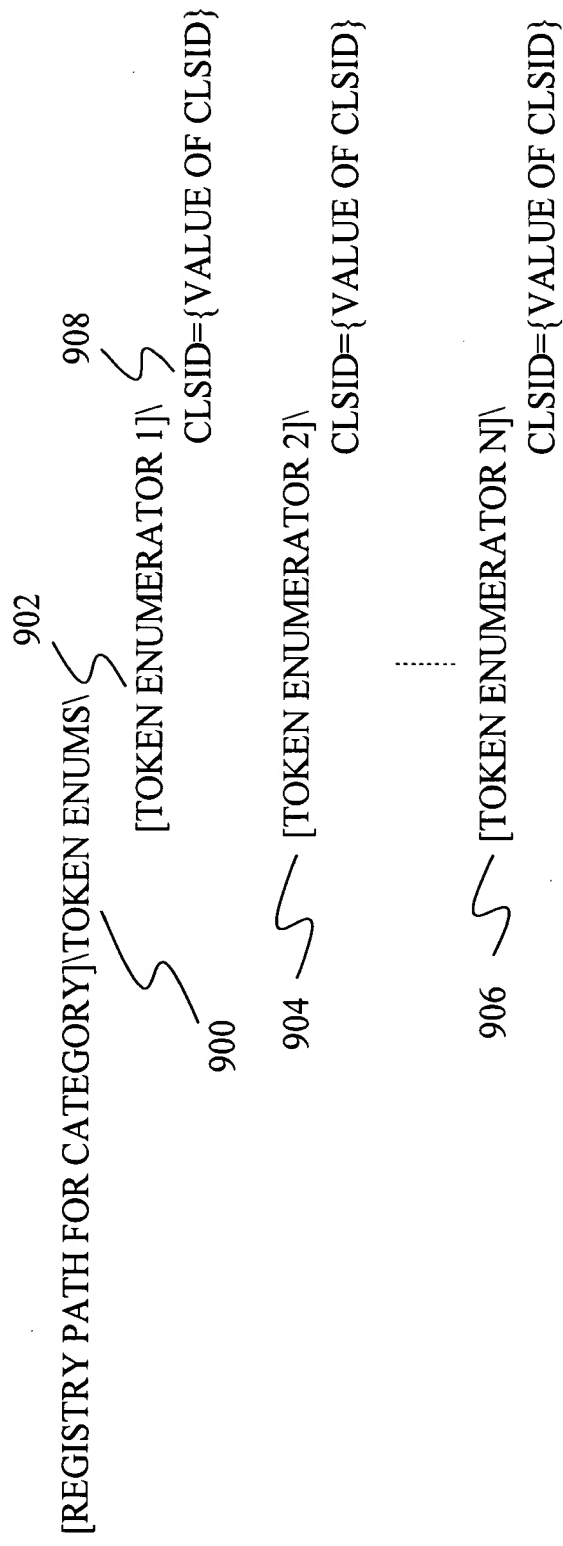 [REGISTRY PATH FOR CATEGORY]\TOKEN ENUMS\
900
902
[TOKEN ENUMERATOR 1]\
908
CLSID={VALUE OF CLSID}
904
[TOKEN ENUMERATOR 2]\
CLSID={VALUE OF CLSID}
906
[TOKEN ENUMERATOR N]\
CLSID={VALUE OF CLSID}